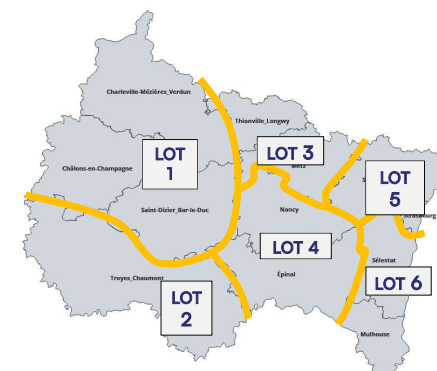 Charleville-Mézières_Verdun
Thionville_Longwy
LOT 3
Metz
LOT
1
Châlons-en-Champagne
LOT
5
S
Strasbourg
Saint-Dizier_Bar-le-Duc
Nancy
LOT 4
Sélestat
Épinal
Troyes_Chaumont
LOT 6
LOT
2
Mulhouse